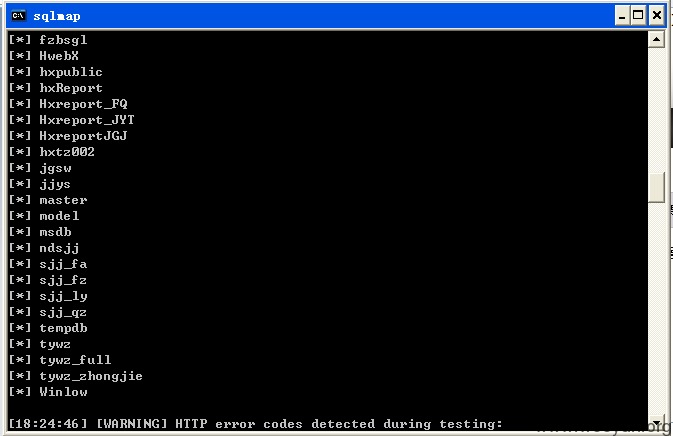 sqlmap
[*] fzbsgl
[*] HwebX
[*] hxpublic
[*] hxReport
[*] Hxreport_FQ
[*] Hxreport_JYT
[*] HxreportJGJ
[*] hxtz002
[*] jgsw
[*] jjys
[*] master
[*] model
[*] msdb
[*] ndsjj
[*] sjj_fa
[*] sjj_fz
[*] sjj_ly
[*] sjj_qz
[*] tempdb
[*] tywz
[*] tywz_full
[*] tywz_zhongjie
[*] Winlow
[18:24:46] [WARNING] HTTP error codes detected during testing: